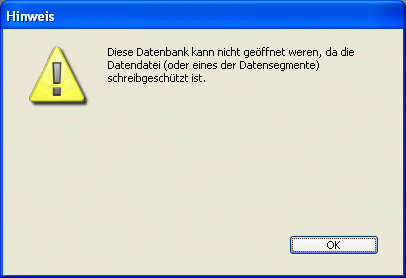 Hinweis
Diese Datenbank kann nicht geöffnet weren, da die
Datendatei (oder eines der Datensegmente)
schreibgeschützt ist.
OK